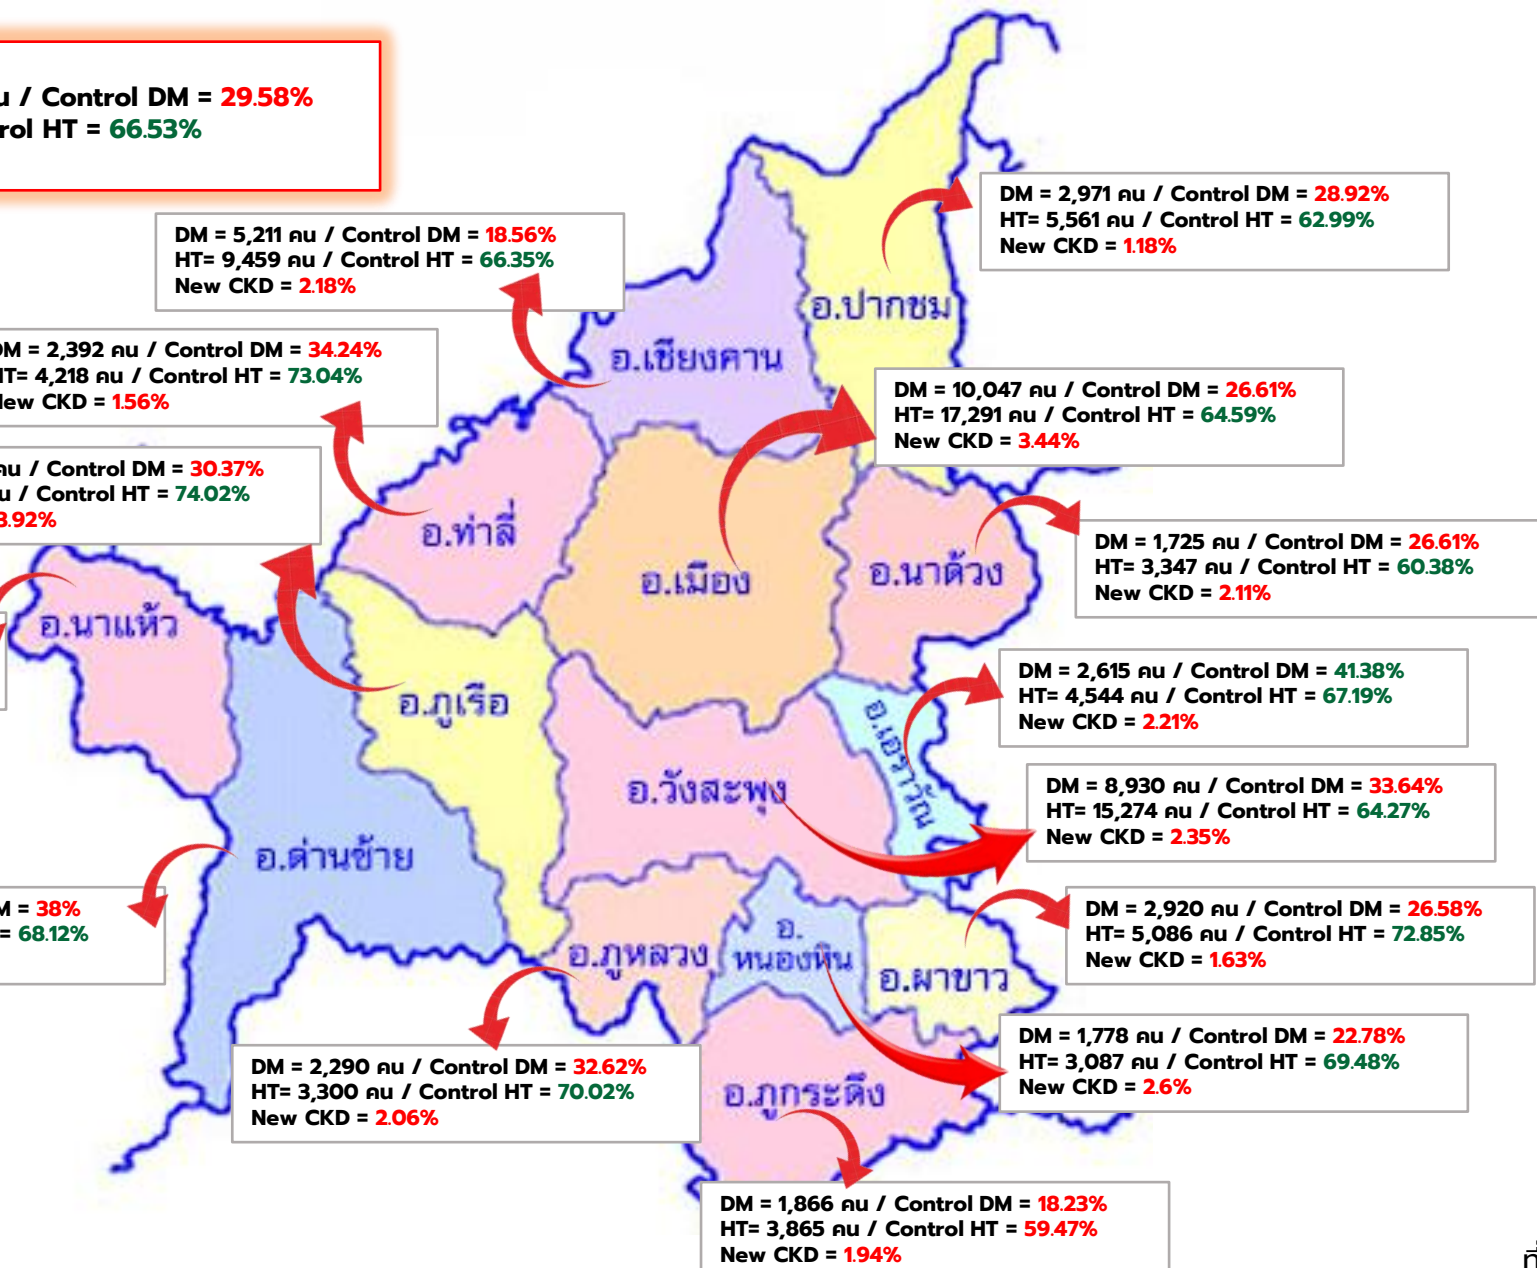 / Control DM = 29.58%
HT = 66.53%
DM = 2,971 คน / Control DM = 28.92%
HT= 5,561 คน / Control HT = 62.99%
New CKD = 1.18%
DM = 5,211 คน / Control DM = 18.56%
HT= 9,459 คน / Control HT = 66.35%
New CKD = 2.18%
อ.ปากชม
อ.เชียงคาน
DM = 2,392 คน / Control DM = 34.24%
HT= 4,218 คน / Control HT = 73.04%
New CKD = 1.56%
DM = 10,047 คน / Control DM = 26.61%
HT= 17,291 คน / Control HT = 64.59%
New CKD = 3.44%
คน / Control DM = 30.37%
/ Control HT = 74.02%
3.92%
อ.ท่าลี่
อ.เมือง
อ.นาด้วง
DM = 1,725 คน / Control DM = 26.61%
HT= 3,347 คน / Control HT = 60.38%
New CKD = 2.11%
อ.นาแห้ว
อ.ภูเรือ
DM = 2,615 คน / Control DM = 41.38%
HT= 4,544 คน / Control HT = 67.19%
New CKD = 2.21%
อ.เอราวัณ
อ.วังสะพุง
DM = 8,930 คน / Control DM = 33.64%
HT= 15,274 คน / Control HT = 64.27%
New CKD = 2.35%
อ.ด่านซ้าย
= 38%
= 68.12%
DM = 2,920 คน / Control DM = 26.58%
HT= 5,086 คน / Control HT = 72.85%
New CKD = 1.63%
อ.ภูหลวง
อ.
หนองหิน
อ.ผาขาว
DM = 1,778 คน / Control DM = 22.78%
HT= 3,087 คน / Control HT = 69.48%
New CKD = 2.6%
DM = 2,290 คน / Control DM = 32.62%
HT= 3,300 คน / Control HT = 70.02%
New CKD = 2.06%
อ.ภูกระดึง
DM = 1,866 คน / Control DM = 18.23%
HT= 3,865 คน / Control HT = 59.47%
New CKD = 1.94%